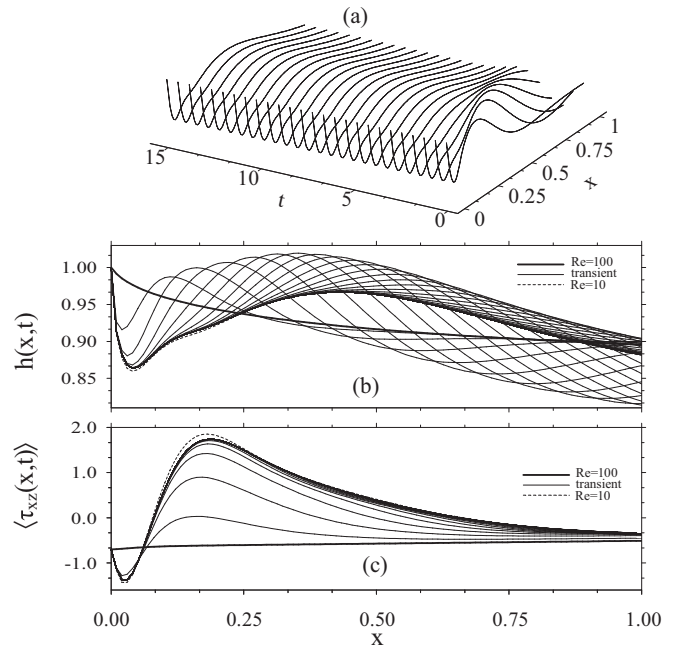 (a)
15
10
5
0
t
0
0.25
0.5
0.75
1
x
1.00
0.95
0.90
0.85
h(x,t)
Re=100
transient
Re=10
(b)
2.0
1.0
0.0
-1.0
⟨τxz(x,t)⟩
Re=100
transient
Re=10
(c)
0.00
0.25
0.50
0.75
1.00
x